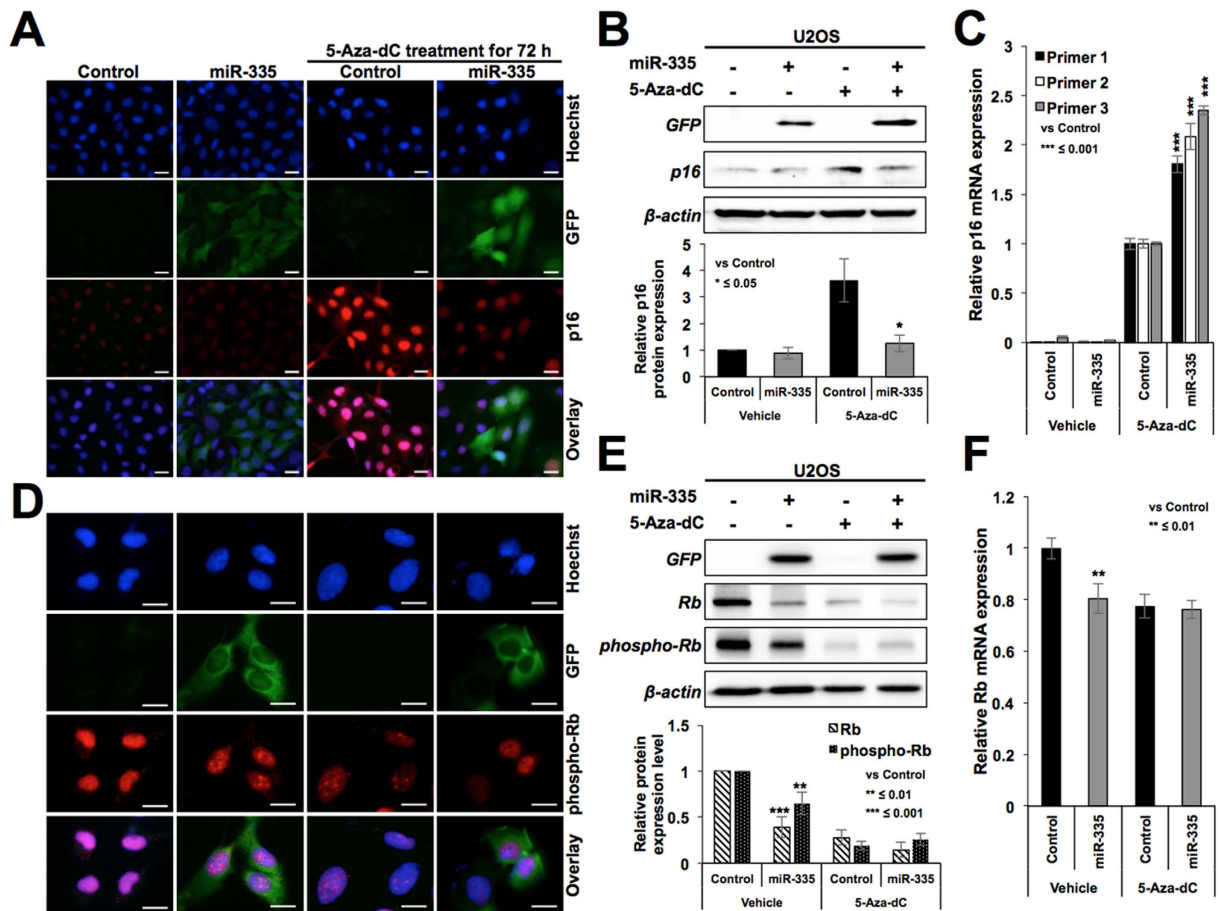 A
5-Aza-dC treatment for 72 h
Control miR-335 Control miR-335
Hoechst
GFP
p16
Overlay
B
U2OS
miR-335 - + - +
5-Aza-dC - - + +
GFP
p16
β-actin
Relative p16 protein expression
5
4
3
2
1
0
vs Control
* ≤ 0.05
*
Control miR-335 Control miR-335
Vehicle 5-Aza-dC
C
Relative p16 mRNA expression
3
2.5
2
1.5
1
0.5
0
Primer 1
Primer 2
Primer 3
vs Control
*** ≤ 0.001
*** *** ***
Control miR-335 Control miR-335
Vehicle 5-Aza-dC
D
Hoechst
GFP
phospho-Rb
Overlay
E
U2OS
miR-335 - + - +
5-Aza-dC - - + +
GFP
Rb
phospho-Rb
β-actin
Relative protein expression level
1.5
1
0.5
0
Rb
phospho-Rb
vs Control
** ≤ 0.01
*** ≤ 0.001
*** **
Control miR-335 Control miR-335
Vehicle 5-Aza-dC
F
Relative Rb mRNA expression
1.2
1
0.8
0.6
0.4
0.2
0
vs Control
** ≤ 0.01
**
Control miR-335 Control miR-335
Vehicle 5-Aza-dC